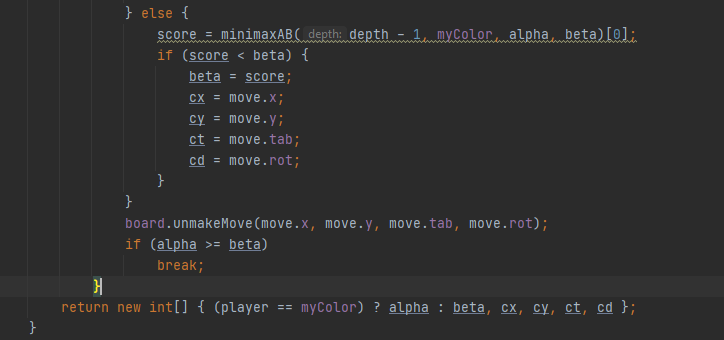 } else {
score = minimaxAB( depth: depth - 1, myColor, alpha, beta)[0];
if (score < beta) {
beta = score;
cx = move.x;
cy = move.y;
ct = move.tab;
cd = move.rot;
}
}
board.unmakeMove(move.x, move.y, move.tab, move.rot);
if (alpha >= beta)
break;
}
return new int[] { (player == myColor) ? alpha : beta, cx, cy, ct, cd };
}